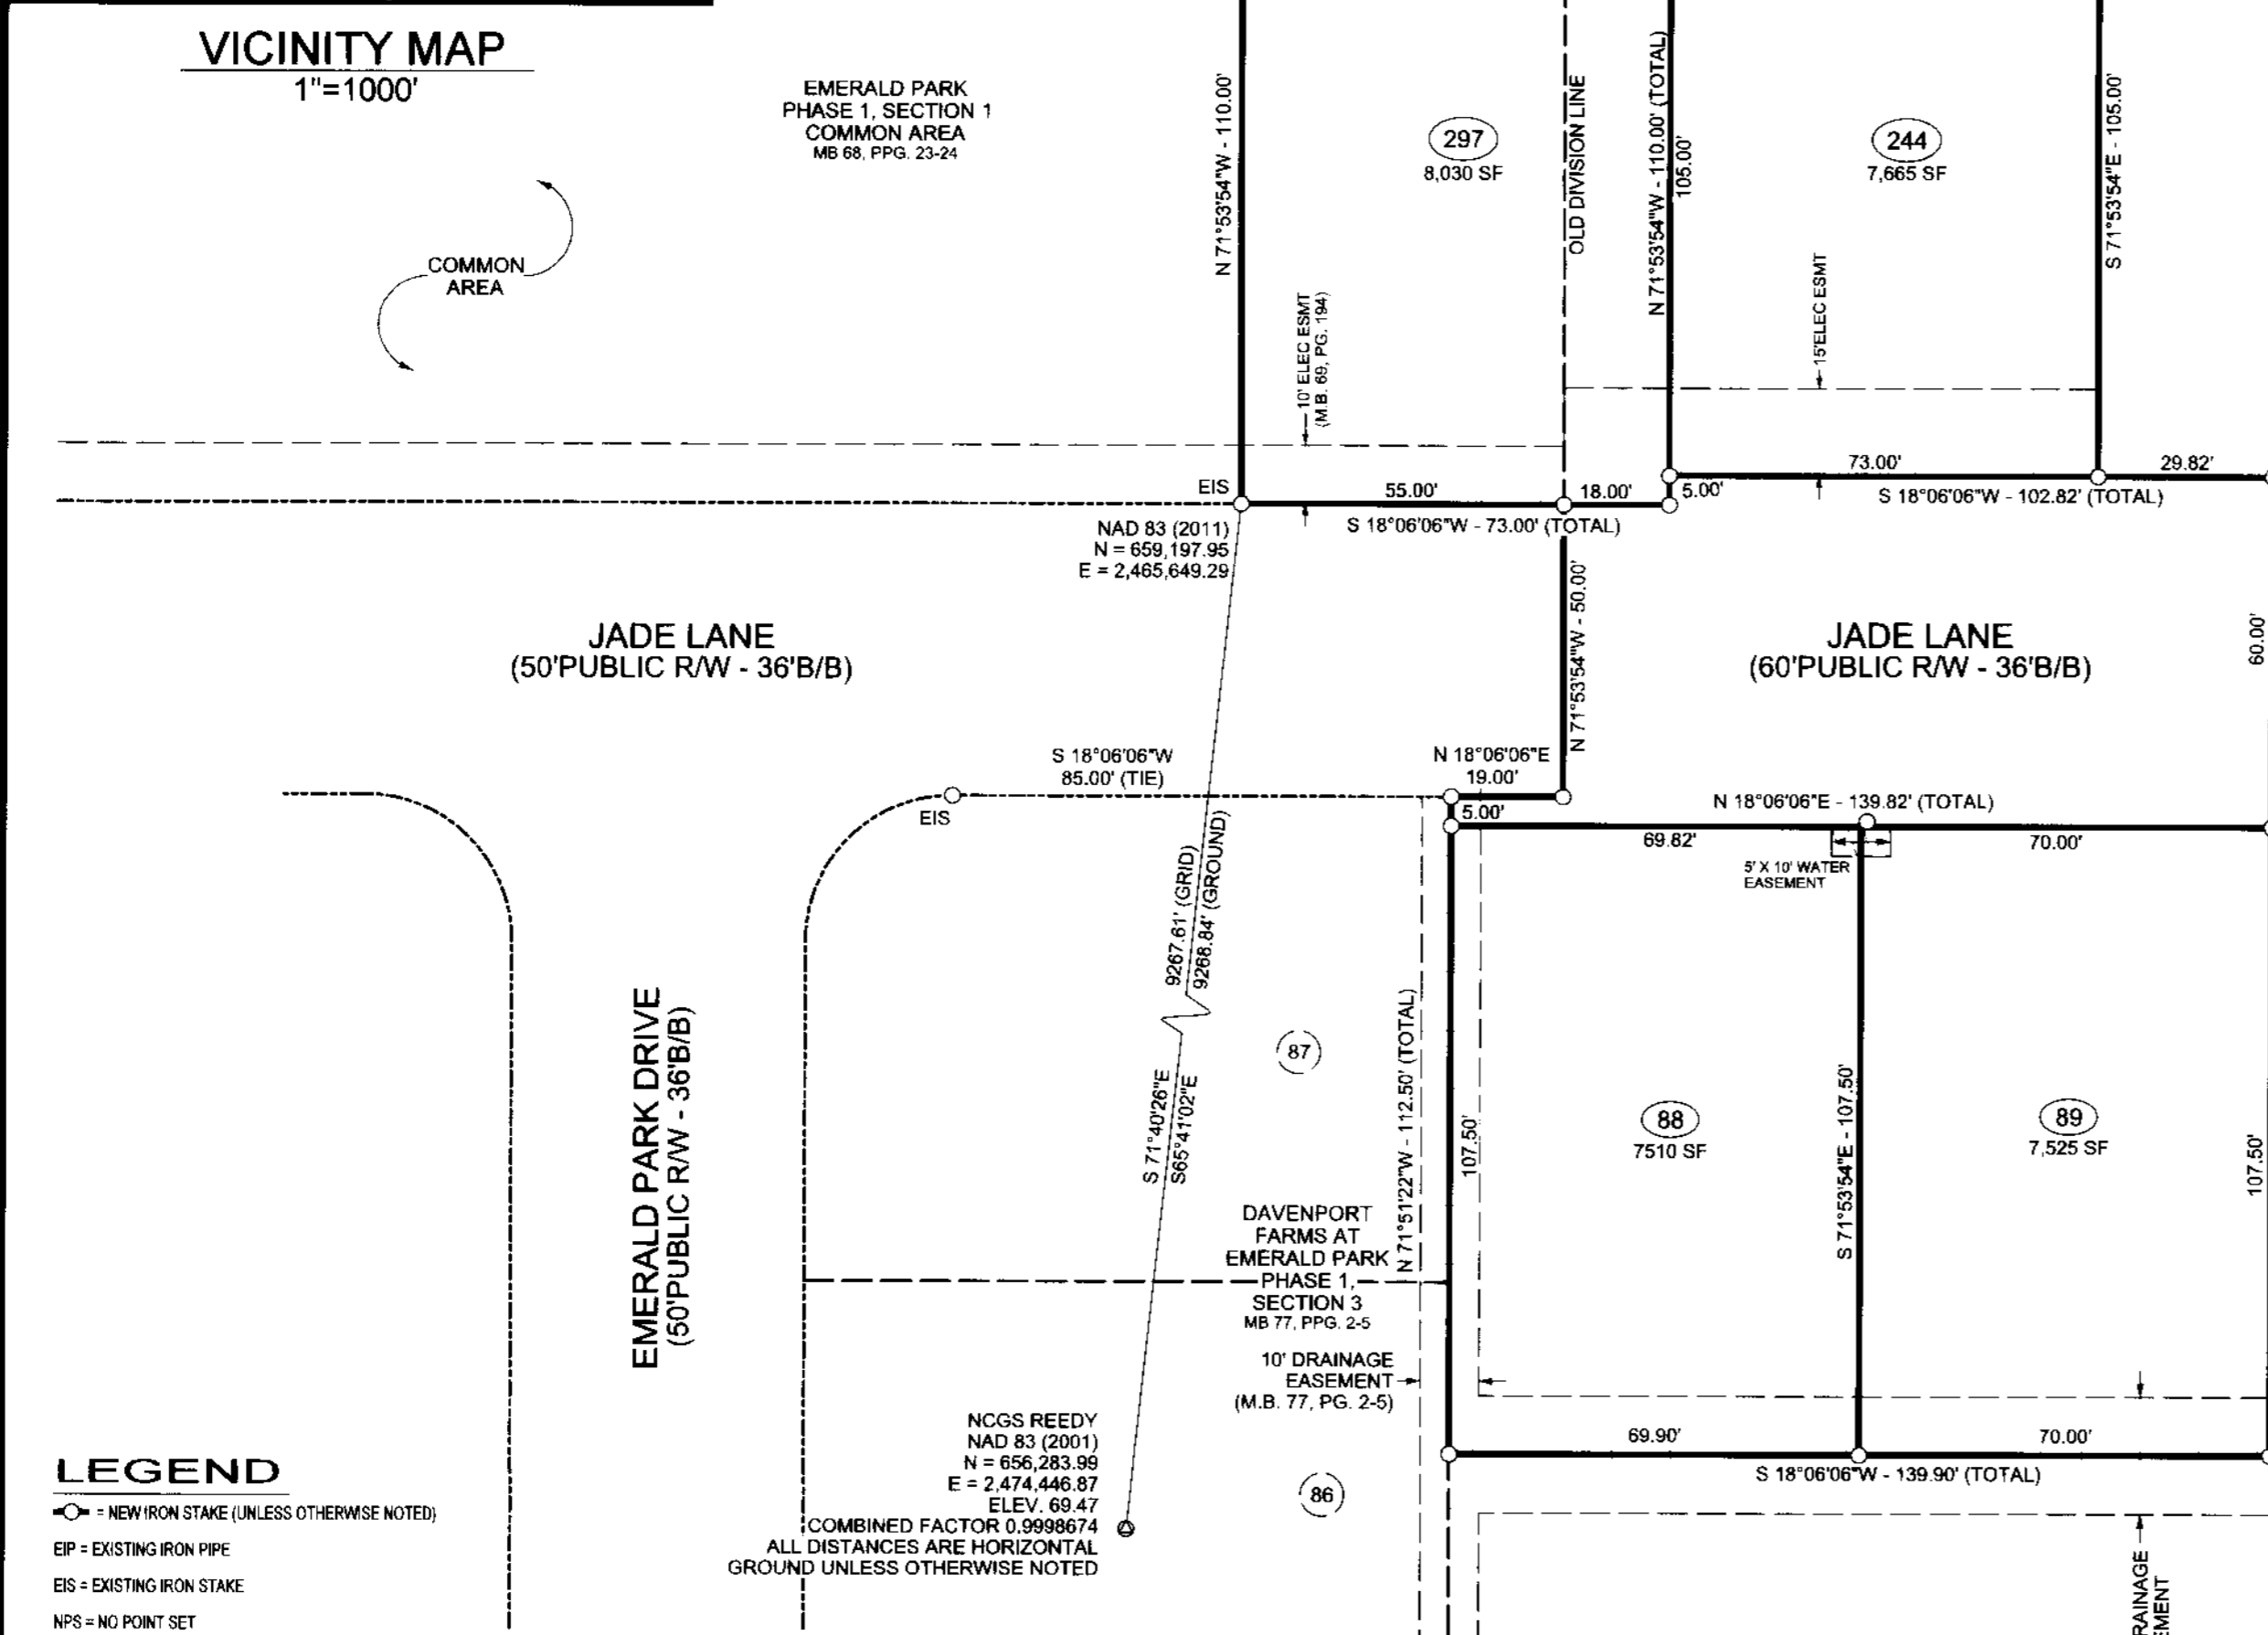 VICINITY MAP
1"=1000'
EMERALD PARK
PHASE 1, SECTION 1
COMMON AREA
MB 68, PPG. 23-24
COMMON
AREA
N 71°53'54"W - 110.00'
297
8,030 SF
OLD DIVISION LINE
N 71°53'54"W - 110.00' (TOTAL)
105.00'
244
7,665 SF
S 71°53'54"E - 105.00'
10' ELEC ESMT
(M.B. 69, PG. 194)
15'ELEC ESMT
EIS
55.00'
18.00'
5.00'
73.00'
29.82'
S 18°06'06"W - 102.82' (TOTAL)
S 18°06'06"W - 73.00' (TOTAL)
NAD 83 (2011)
N = 659,197.95
E = 2,465,649.29
JADE LANE
(50'PUBLIC R/W - 36'B/B)
N 71°53'54"W - 50.00'
JADE LANE
(60'PUBLIC R/W - 36'B/B)
60.00'
S 18°06'06"W
85.00' (TIE)
N 18°06'06"E
19.00'
EIS
5.00'
N 18°06'06"E - 139.82' (TOTAL)
69.82'
70.00'
5' X 10' WATER
EASEMENT
9267.61' (GRID)
9268.84' (GROUND)
S 71°40'26"E
S65°41'02"E
EMERALD PARK DRIVE
(50'PUBLIC R/W - 36'B/B)
87
N 71°51'22"W - 112.50' (TOTAL)
107.50'
88
7510 SF
S 71°53'54"E - 107.50'
89
7,525 SF
107.50'
DAVENPORT
FARMS AT
EMERALD PARK
PHASE 1,
SECTION 3
MB 77, PPG. 2-5
10' DRAINAGE
EASEMENT
(M.B. 77, PG. 2-5)
69.90'
70.00'
S 18°06'06"W - 139.90' (TOTAL)
86
NCGS REEDY
NAD 83 (2001)
N = 656,283.99
E = 2,474,446.87
ELEV. 69.47
COMBINED FACTOR 0.9998674
ALL DISTANCES ARE HORIZONTAL
GROUND UNLESS OTHERWISE NOTED
RAINAGE
EMENT
LEGEND
= NEW IRON STAKE (UNLESS OTHERWISE NOTED)
EIP = EXISTING IRON PIPE
EIS = EXISTING IRON STAKE
NPS = NO POINT SET